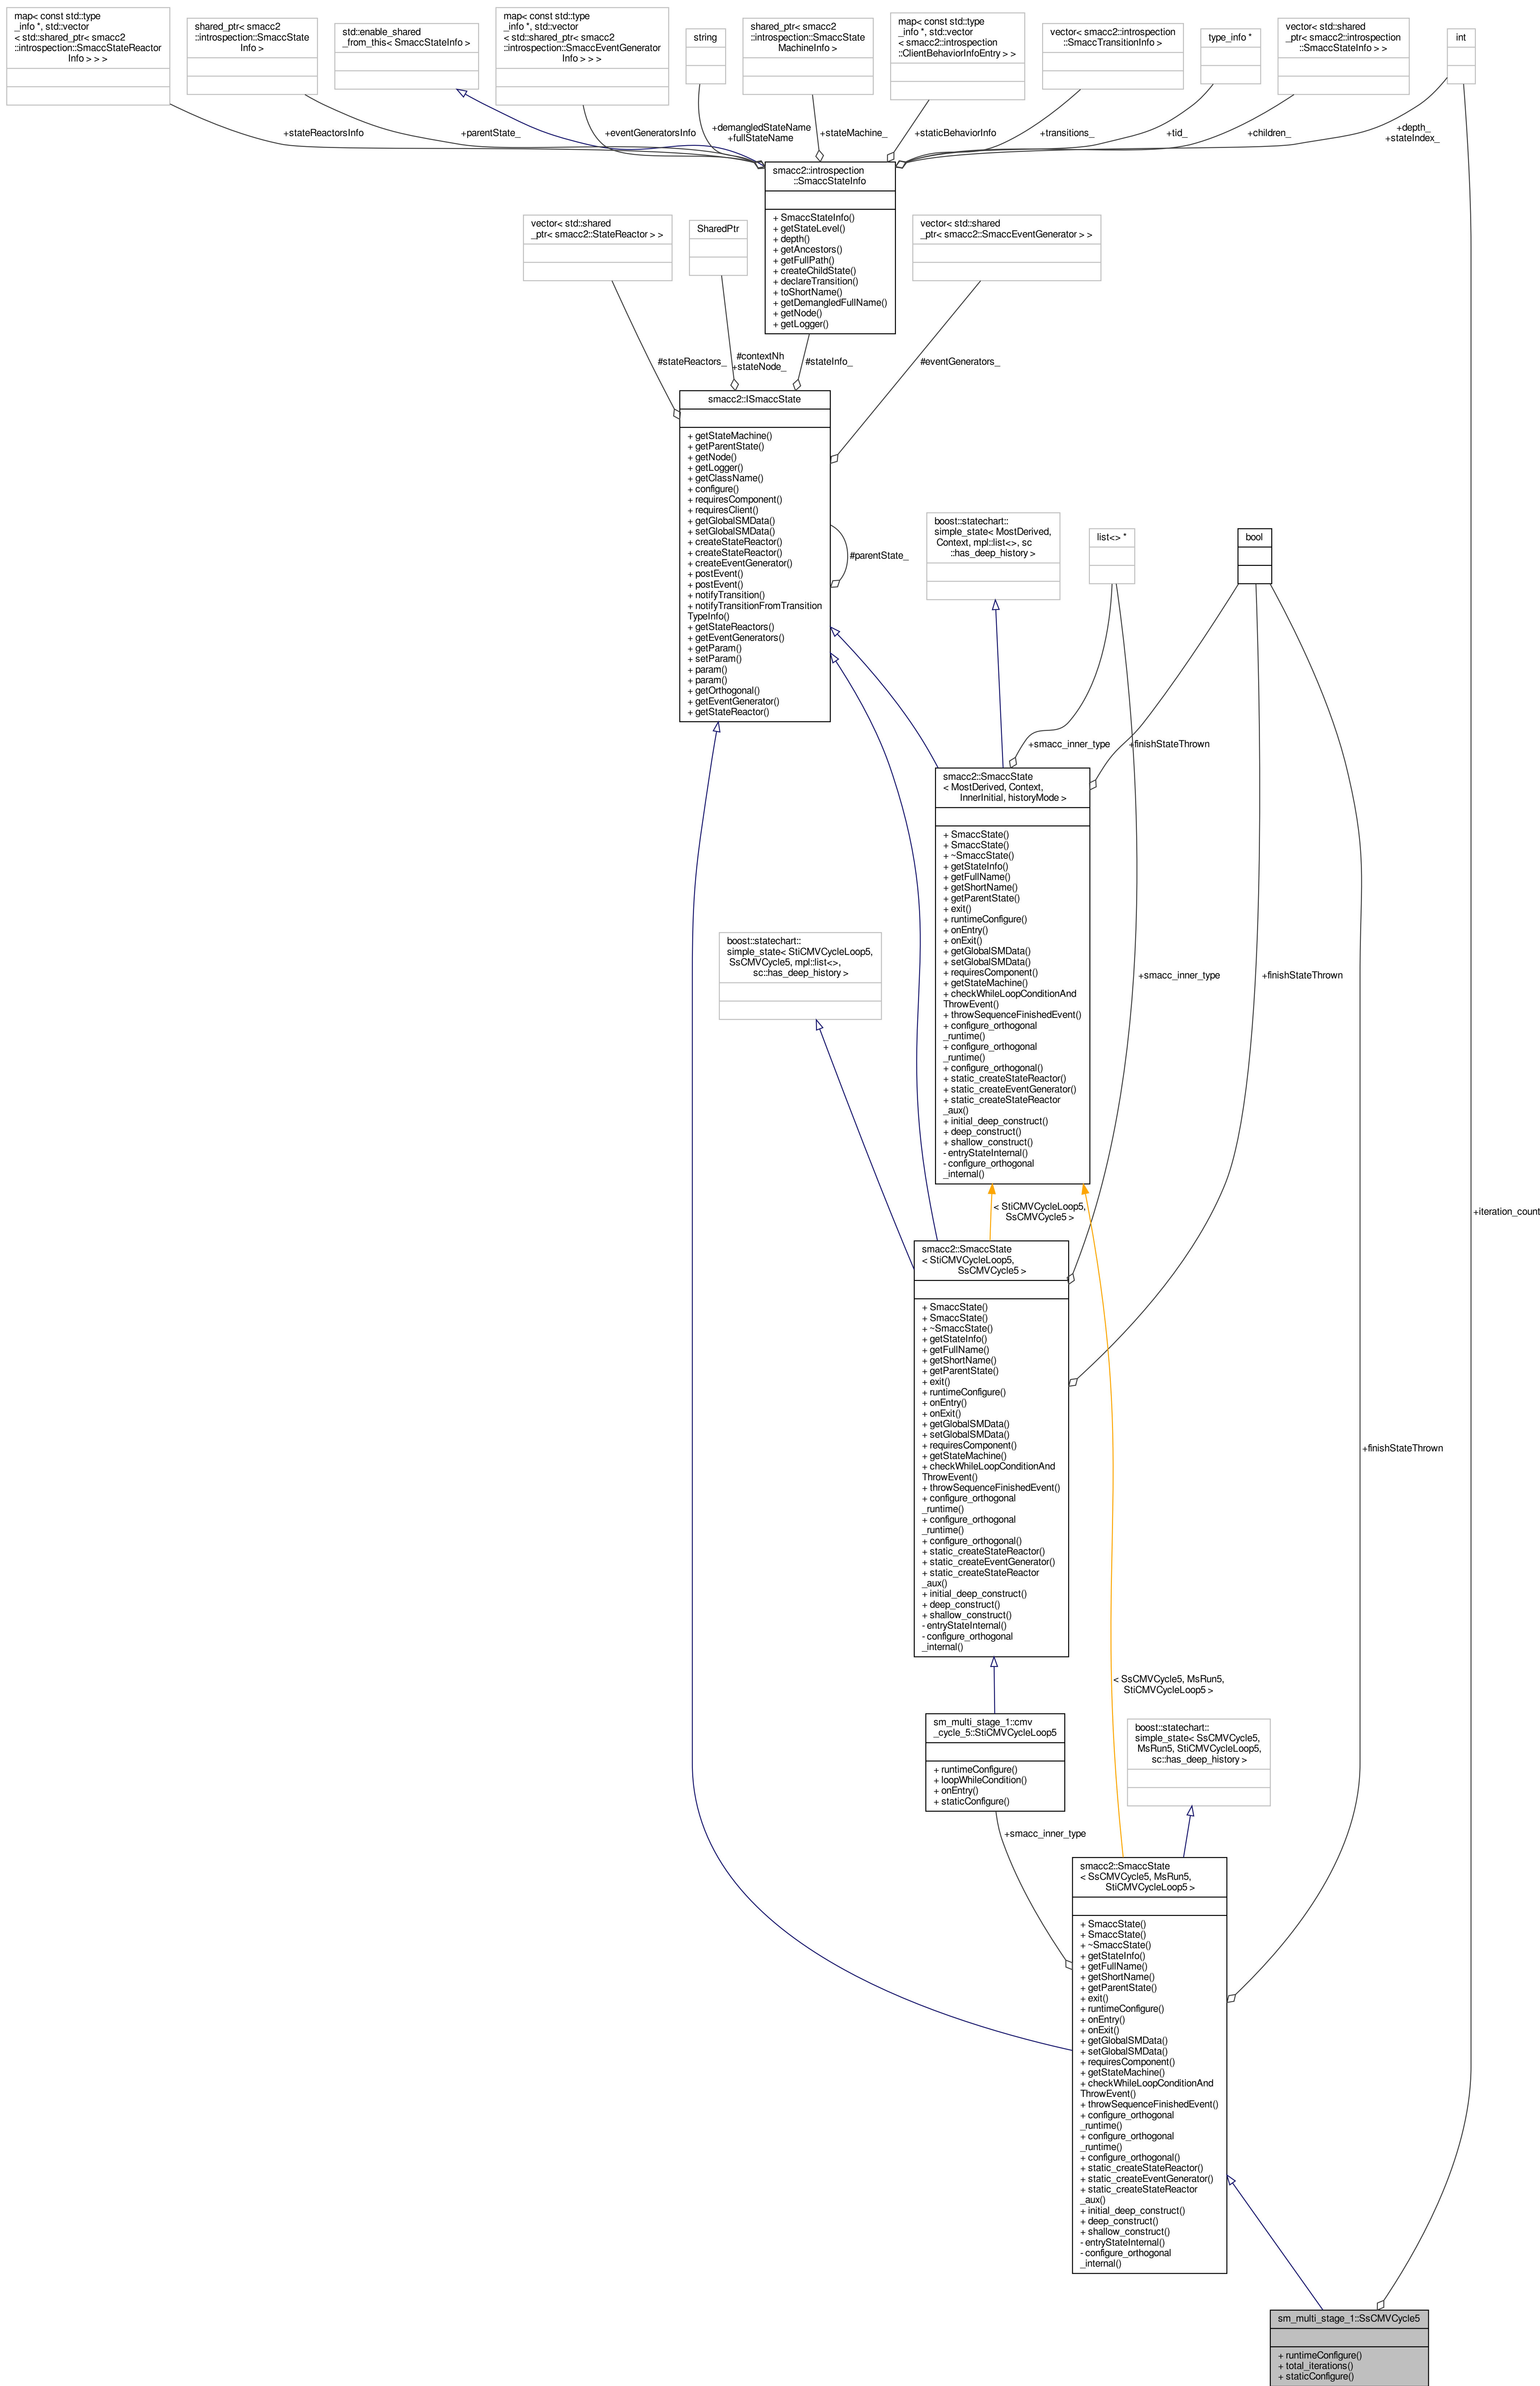 map< const std::type
_info *, std::vector
< std::shared_ptr< smacc2
::introspection::SmaccStateReactor
Info > > >
shared_ptr< smacc2
::introspection::SmaccState
Info >
std::enable_shared
_from_this< SmaccStateInfo >
map< const std::type
_info *, std::vector
< std::shared_ptr< smacc2
::introspection::SmaccEventGenerator
Info > > >
string
shared_ptr< smacc2
::introspection::SmaccState
MachineInfo >
map< const std::type
_info *, std::vector
< smacc2::introspection
::ClientBehaviorInfoEntry > >
vector< smacc2::introspection
::SmaccTransitionInfo >
type_info *
vector< std::shared
_ptr< smacc2::introspection
::SmaccStateInfo > >
int
+stateReactorsInfo
+parentState_
+eventGeneratorsInfo
+demangledStateName
+fullStateName
+stateMachine_
+staticBehaviorInfo
+transitions_
+tid_
+children_
+depth_
+stateIndex_
smacc2::introspection
::SmaccStateInfo
+ SmaccStateInfo()
+ getStateLevel()
+ depth()
+ getAncestors()
+ getFullPath()
+ createChildState()
+ declareTransition()
+ toShortName()
+ getDemangledFullName()
+ getNode()
+ getLogger()
vector< std::shared
_ptr< smacc2::StateReactor > >
SharedPtr
vector< std::shared
_ptr< smacc2::SmaccEventGenerator > >
#stateReactors_
#contextNh
+stateNode_
#stateInfo_
#eventGenerators_
smacc2::ISmaccState
+ getStateMachine()
+ getParentState()
+ getNode()
+ getLogger()
+ getClassName()
+ configure()
+ requiresComponent()
+ requiresClient()
+ getGlobalSMData()
+ setGlobalSMData()
+ createStateReactor()
+ createStateReactor()
+ createEventGenerator()
+ postEvent()
+ postEvent()
+ notifyTransition()
+ notifyTransitionFromTransition
TypeInfo()
+ getStateReactors()
+ getEventGenerators()
+ getParam()
+ setParam()
+ param()
+ param()
+ getOrthogonal()
+ getEventGenerator()
+ getStateReactor()
#parentState_
boost::statechart::
simple_state< MostDerived,
Context, mpl::list<>, sc
::has_deep_history >
list<> *
bool
+smacc_inner_type
+finishStateThrown
smacc2::SmaccState
< MostDerived, Context,
InnerInitial, historyMode >
+ SmaccState()
+ SmaccState()
+ ~SmaccState()
+ getStateInfo()
+ getFullName()
+ getShortName()
+ getParentState()
+ exit()
+ runtimeConfigure()
+ onEntry()
+ onExit()
+ getGlobalSMData()
+ setGlobalSMData()
+ requiresComponent()
+ getStateMachine()
+ checkWhileLoopConditionAnd
ThrowEvent()
+ throwSequenceFinishedEvent()
+ configure_orthogonal
_runtime()
+ configure_orthogonal
_runtime()
+ configure_orthogonal()
+ static_createStateReactor()
+ static_createEventGenerator()
+ static_createStateReactor
_aux()
+ initial_deep_construct()
+ deep_construct()
+ shallow_construct()
- entryStateInternal()
- configure_orthogonal
_internal()
boost::statechart::
simple_state< StiCMVCycleLoop5,
SsCMVCycle5, mpl::list<>,
sc::has_deep_history >
+smacc_inner_type
+finishStateThrown
+iteration_count
< StiCMVCycleLoop5,
SsCMVCycle5 >
smacc2::SmaccState
< StiCMVCycleLoop5,
SsCMVCycle5 >
+ SmaccState()
+ SmaccState()
+ ~SmaccState()
+ getStateInfo()
+ getFullName()
+ getShortName()
+ getParentState()
+ exit()
+ runtimeConfigure()
+ onEntry()
+ onExit()
+ getGlobalSMData()
+ setGlobalSMData()
+ requiresComponent()
+ getStateMachine()
+ checkWhileLoopConditionAnd
ThrowEvent()
+ throwSequenceFinishedEvent()
+ configure_orthogonal
_runtime()
+ configure_orthogonal
_runtime()
+ configure_orthogonal()
+ static_createStateReactor()
+ static_createEventGenerator()
+ static_createStateReactor
_aux()
+ initial_deep_construct()
+ deep_construct()
+ shallow_construct()
- entryStateInternal()
- configure_orthogonal
_internal()
+finishStateThrown
< SsCMVCycle5, MsRun5,
StiCMVCycleLoop5 >
sm_multi_stage_1::cmv
_cycle_5::StiCMVCycleLoop5
+ runtimeConfigure()
+ loopWhileCondition()
+ onEntry()
+ staticConfigure()
boost::statechart::
simple_state< SsCMVCycle5,
MsRun5, StiCMVCycleLoop5,
sc::has_deep_history >
+smacc_inner_type
smacc2::SmaccState
< SsCMVCycle5, MsRun5,
StiCMVCycleLoop5 >
+ SmaccState()
+ SmaccState()
+ ~SmaccState()
+ getStateInfo()
+ getFullName()
+ getShortName()
+ getParentState()
+ exit()
+ runtimeConfigure()
+ onEntry()
+ onExit()
+ getGlobalSMData()
+ setGlobalSMData()
+ requiresComponent()
+ getStateMachine()
+ checkWhileLoopConditionAnd
ThrowEvent()
+ throwSequenceFinishedEvent()
+ configure_orthogonal
_runtime()
+ configure_orthogonal
_runtime()
+ configure_orthogonal()
+ static_createStateReactor()
+ static_createEventGenerator()
+ static_createStateReactor
_aux()
+ initial_deep_construct()
+ deep_construct()
+ shallow_construct()
- entryStateInternal()
- configure_orthogonal
_internal()
sm_multi_stage_1::SsCMVCycle5
+ runtimeConfigure()
+ total_iterations()
+ staticConfigure()